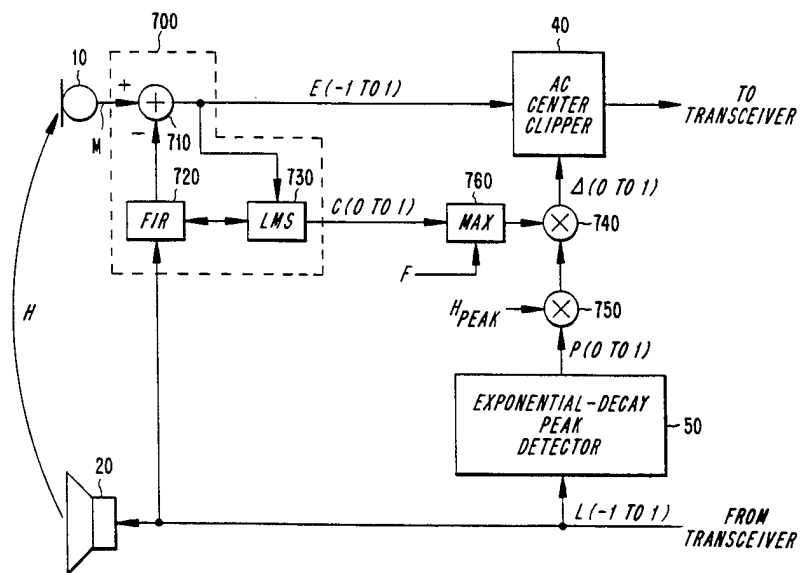 700
40
10
+
E (-1 TO 1)
AC
CENTER
CLIPPER
TO
TRANSCEIVER
M
-
710
720
730
760
Δ (0 TO 1)
FIR
LMS
C (0 TO 1)
MAX
740
F
H
H PEAK
750
P (0 TO 1)
EXPONENTIAL-DECAY
PEAK
DETECTOR
50
20
L (-1 TO 1)
FROM
TRANSCEIVER